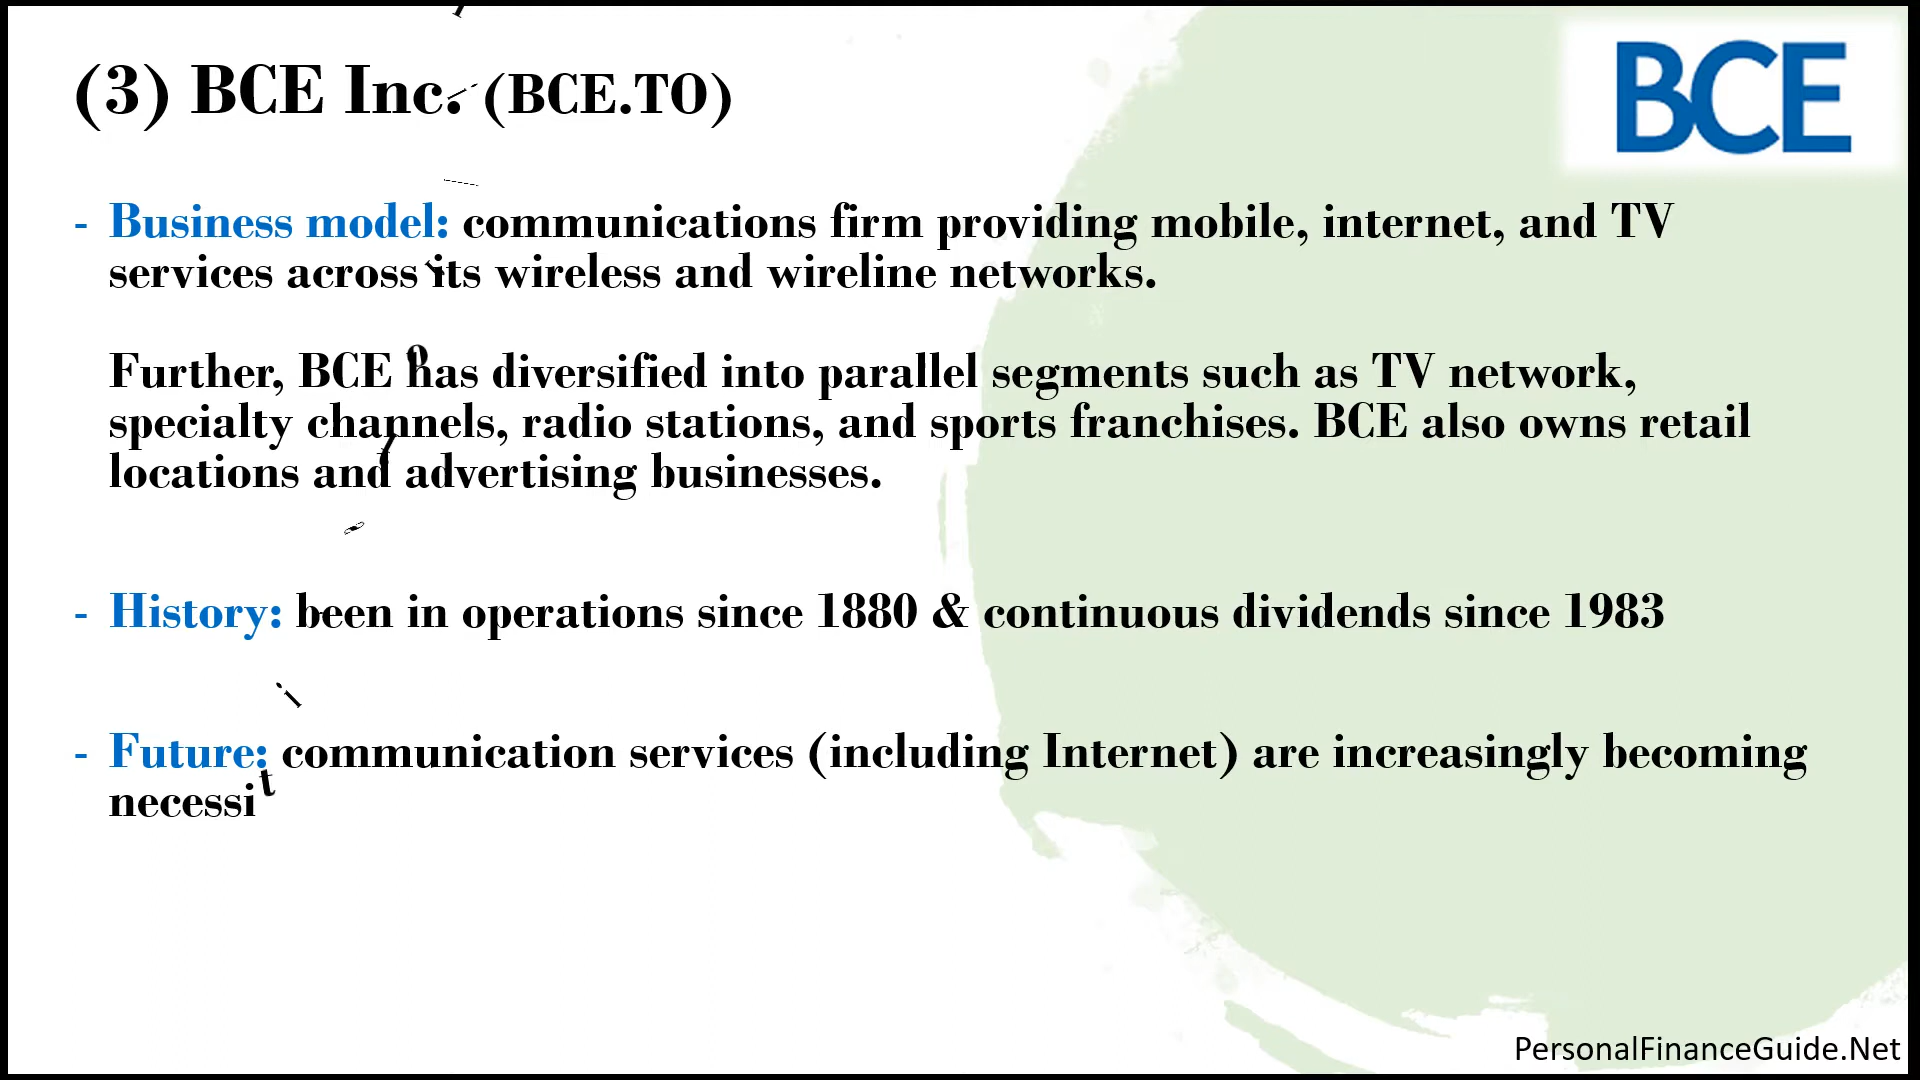 (3) BCE Inc. (BCE.TO)
BCE
- Business model: communications firm providing mobile, internet, and TV
services across its wireless and wireline networks.
Further, BCE has diversified into parallel segments such as TV network,
specialty channels, radio stations, and sports franchises. BCE also owns retail
locations and advertising businesses.
- History: been in operations since 1880 & continuous dividends since 1983
- Future: communication services (including Internet) are increasingly becoming
necessit
PersonalFinanceGuide.Net